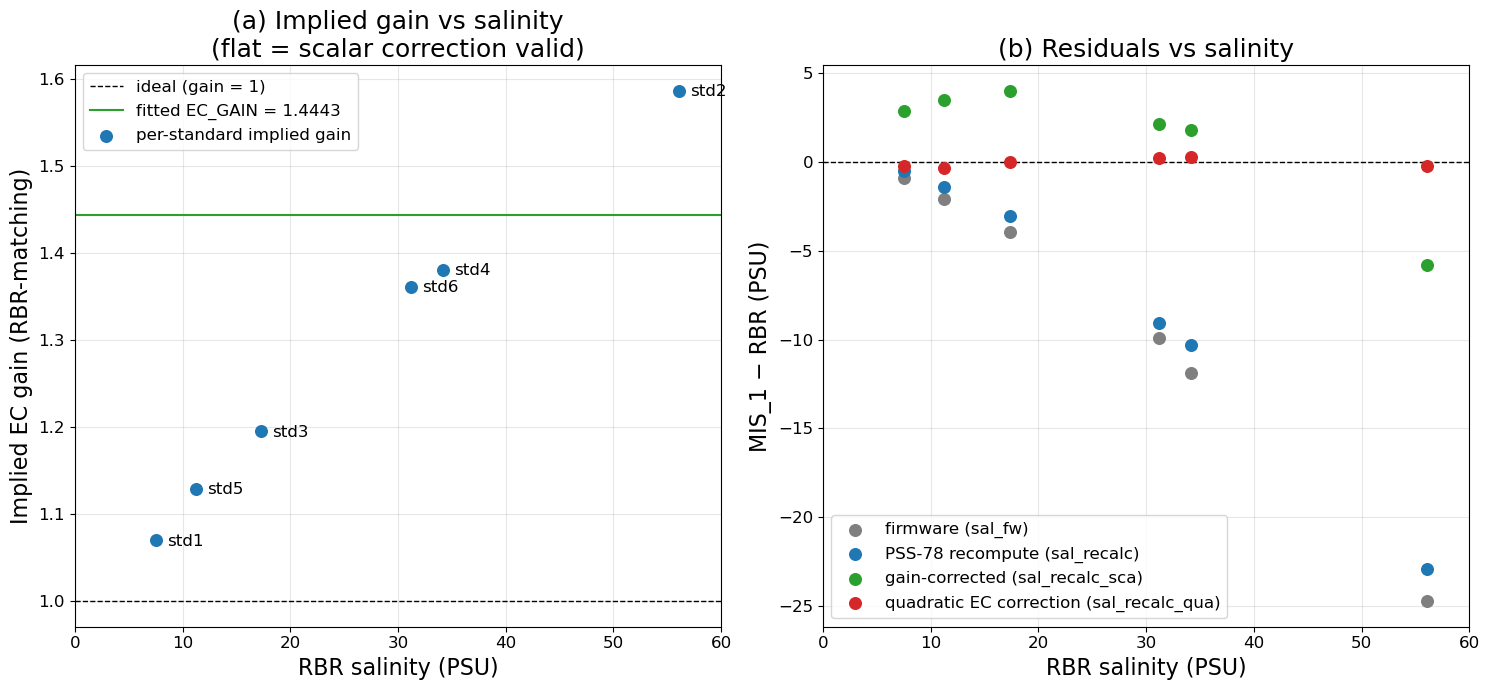 (a) Implied gain vs salinity
(flat = scalar correction valid)
ideal (gain = 1)
fitted EC_GAIN = 1.4443
per-standard implied gain
Implied EC gain (RBR-matching)
1.6
1.5
1.4
1.3
1.2
1.1
1.0
std2
std4
std6
std3
std5
std1
0
10
20
30
40
50
60
RBR salinity (PSU)
(b) Residuals vs salinity
MIS_1 − RBR (PSU)
5
0
−5
−10
−15
−20
−25
firmware (sal_fw)
PSS-78 recompute (sal_recalc)
gain-corrected (sal_recalc_sca)
quadratic EC correction (sal_recalc_qua)
0
10
20
30
40
50
60
RBR salinity (PSU)